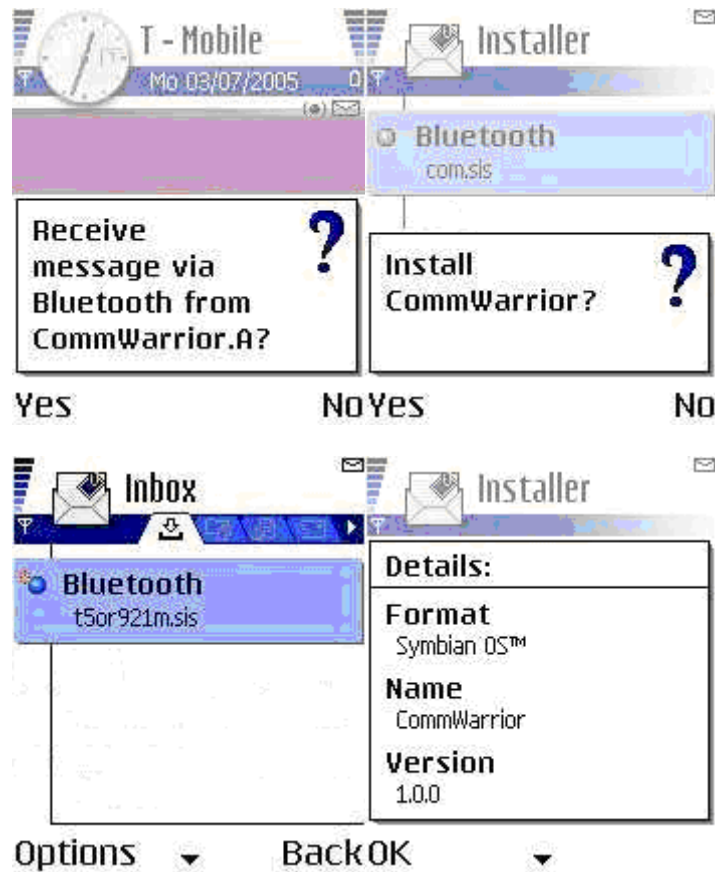 T - Mobile
Mo 03/07/2005
Receive
message via
Bluetooth from
CommWarrior.A?
Yes No
Installer
Bluetooth
com.sis
Install
CommWarrior?
Yes No
Inbox
Bluetooth
t5or921m.sis
Options Back
Installer
Details:
Format
Symbian OS™
Name
CommWarrior
Version
1.0.0
OK